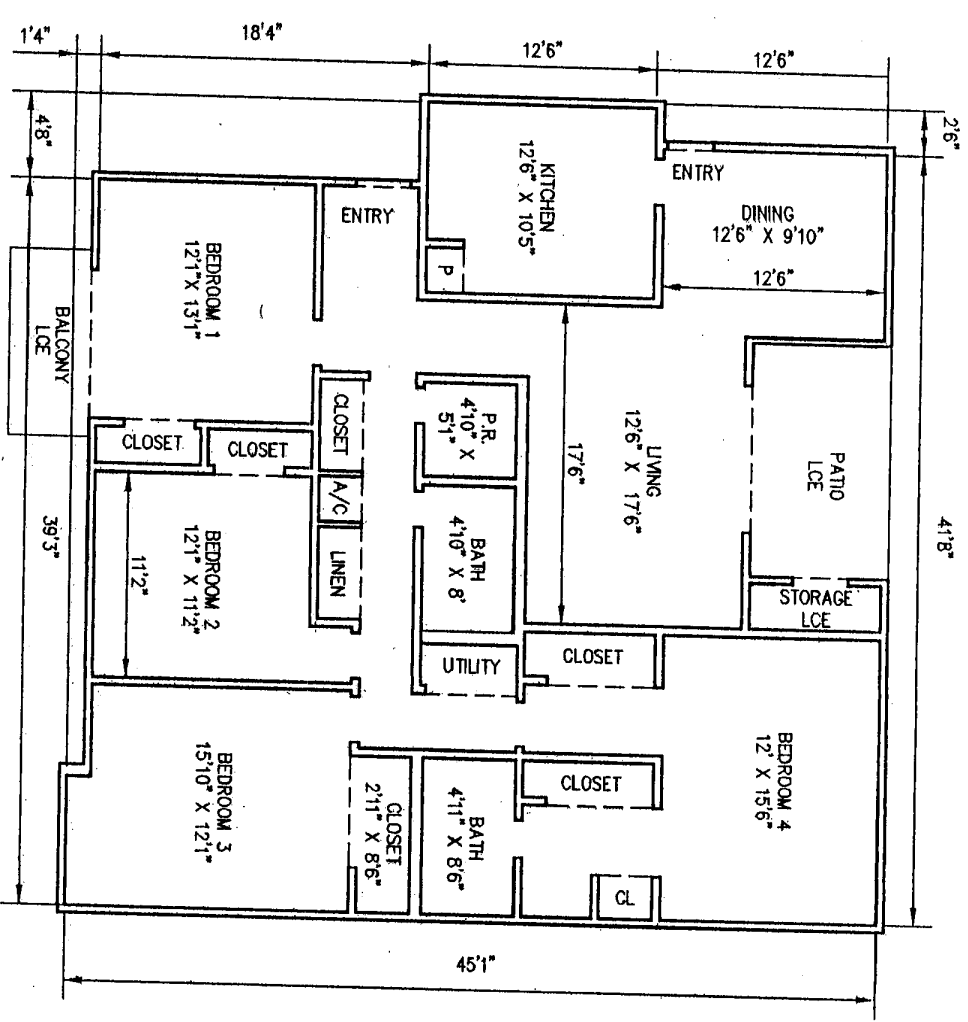 1'4"
18'4"
12'6"
12'6"
4'8"
2'6"
ENTRY
ENTRY
KITCHEN
12'6" X 10'5"
P
DINING
12'6" X 9'10"
12'6"
BEDROOM 1
12'1" X 13'1"
BALCONY
LCE
CLOSET
CLOSET
CLOSET
A/C
LINEN
P.R.
4'10" X
5'1"
BATH
4'10" X 8'
17'6"
LIVING
12'6" X 17'6"
PATIO
LCE
STORAGE
LCE
41'8"
39'3"
11'2"
BEDROOM 2
12'1" X 11'2"
UTILITY
CLOSET
BEDROOM 3
15'10" X 12'1"
CLOSET
2'11" X 8'6"
BATH
4'11" X 8'6"
CLOSET
CL
BEDROOM 4
12' X 15'6"
45'1"